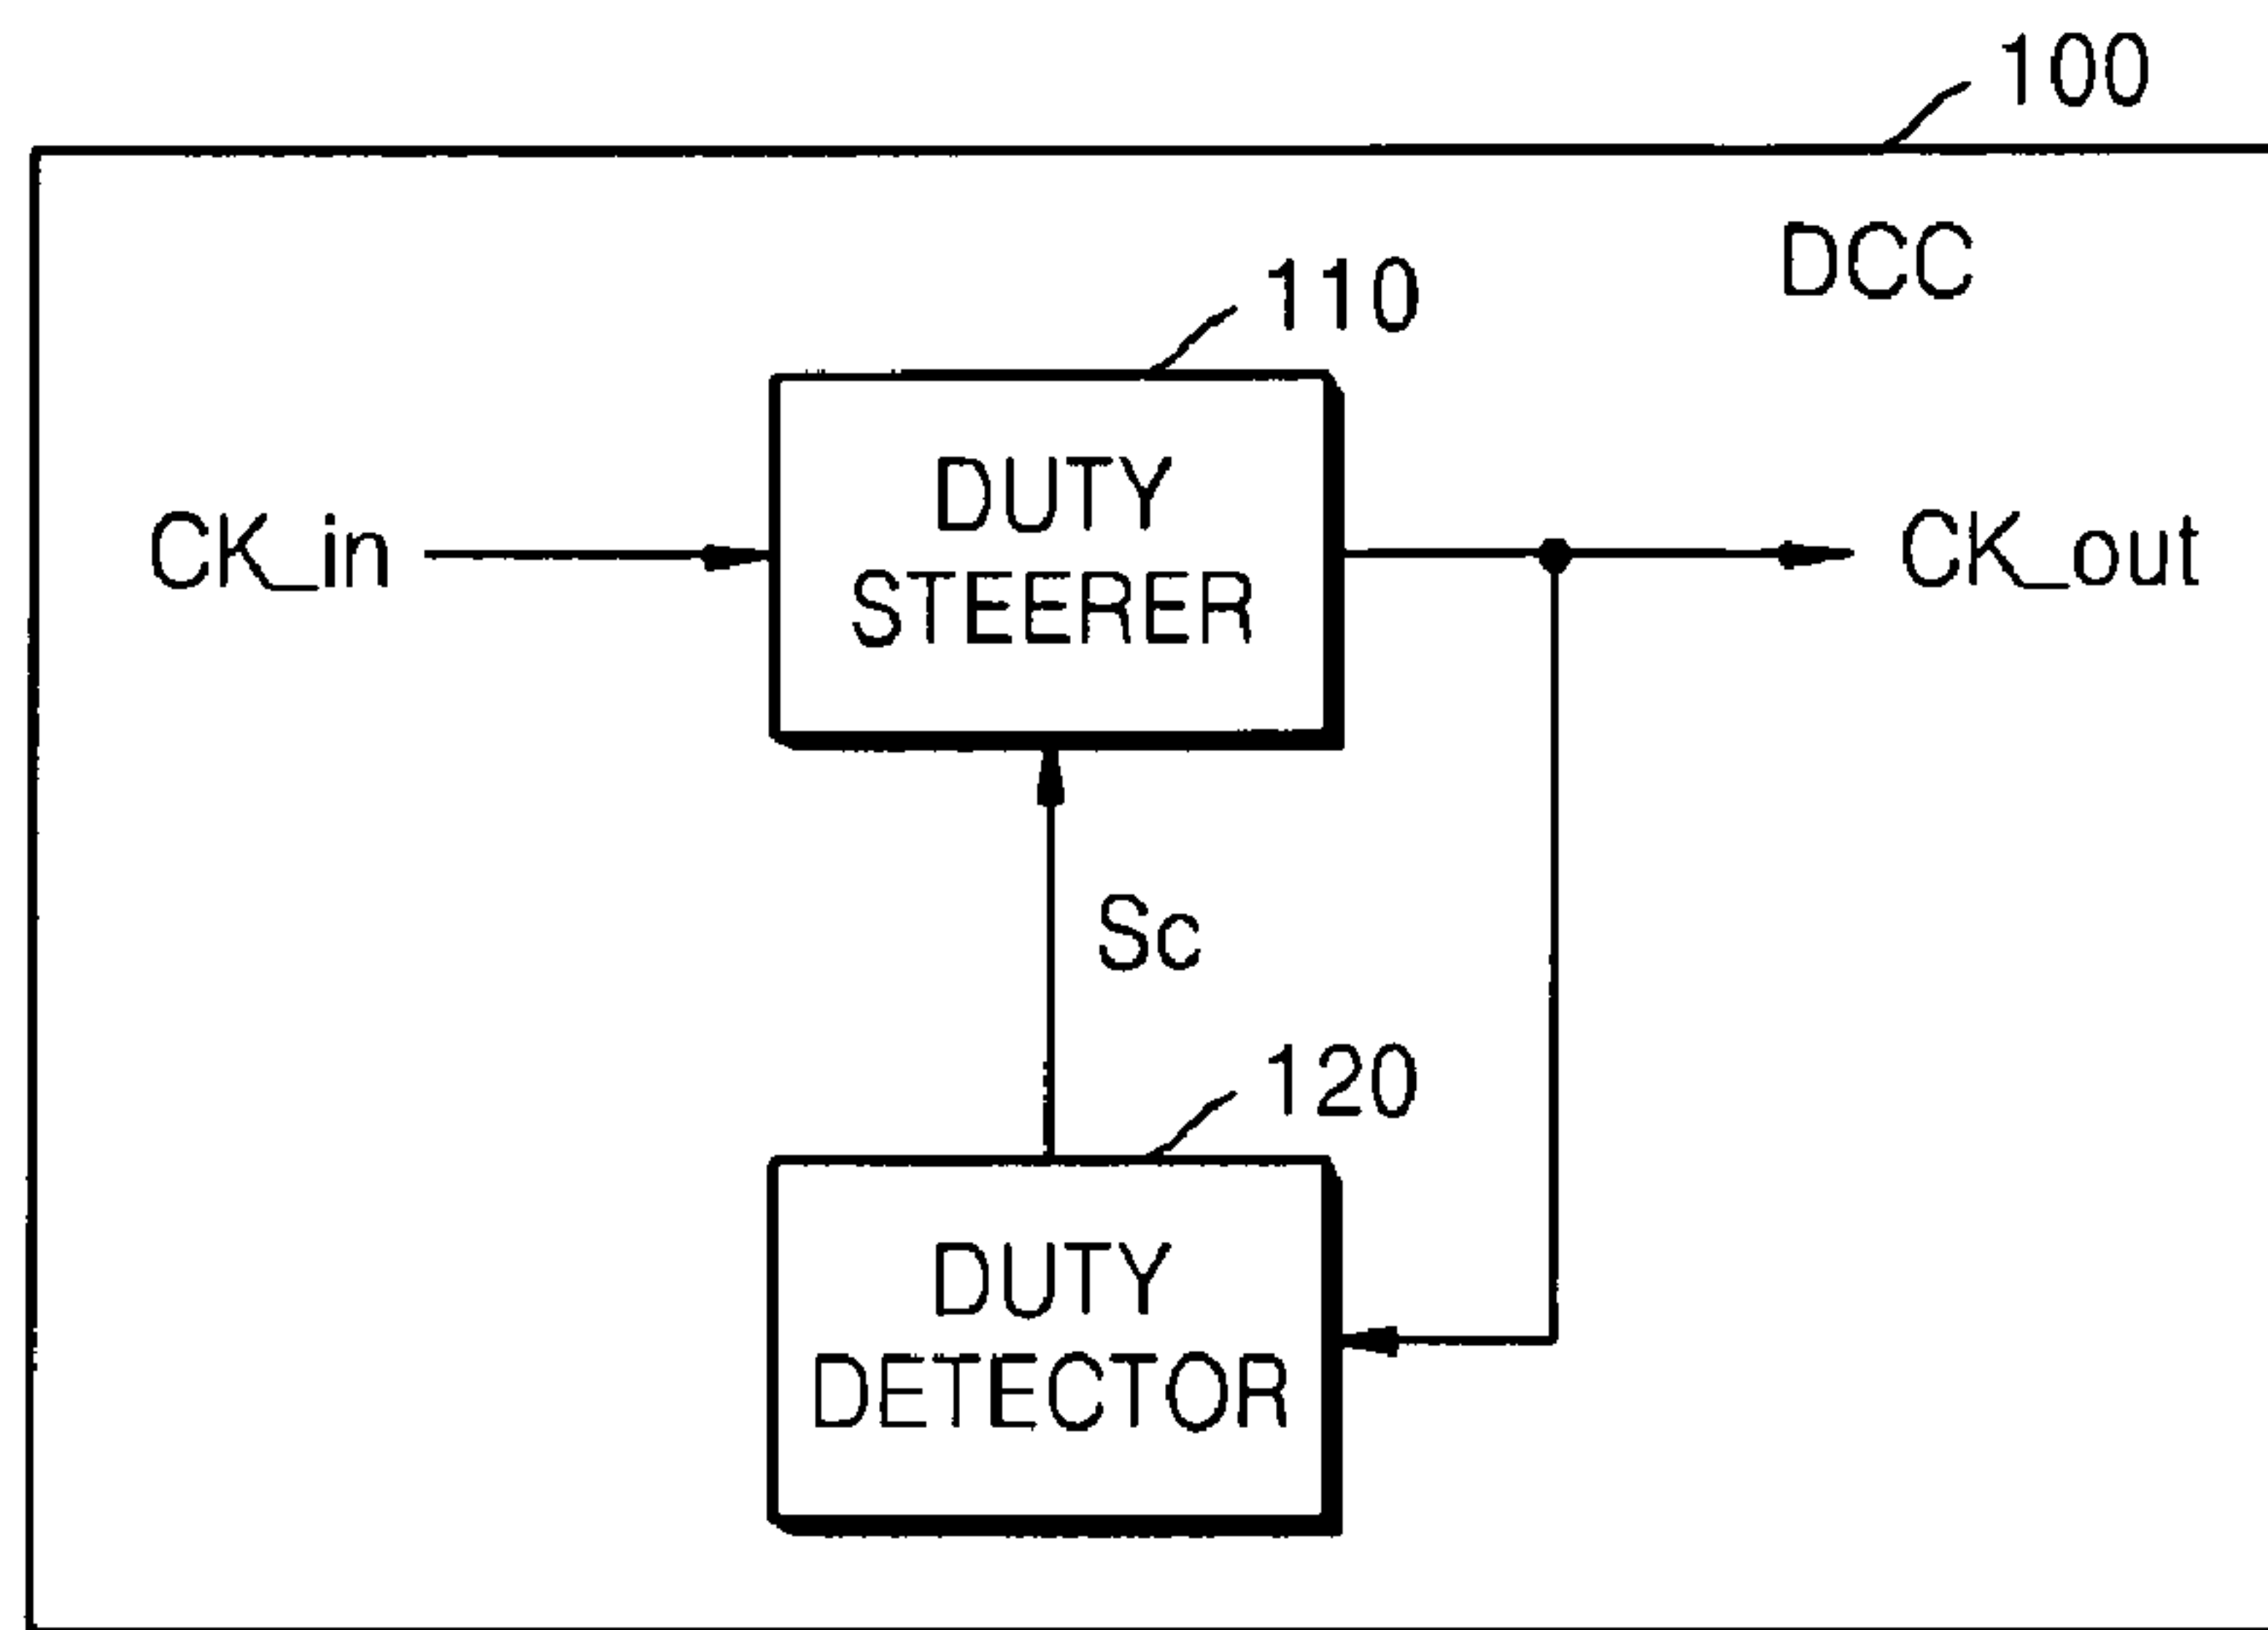 100
DCC
110
DUTY
STEERER
CK_in
CK_out
Sc
120
DUTY
DETECTOR